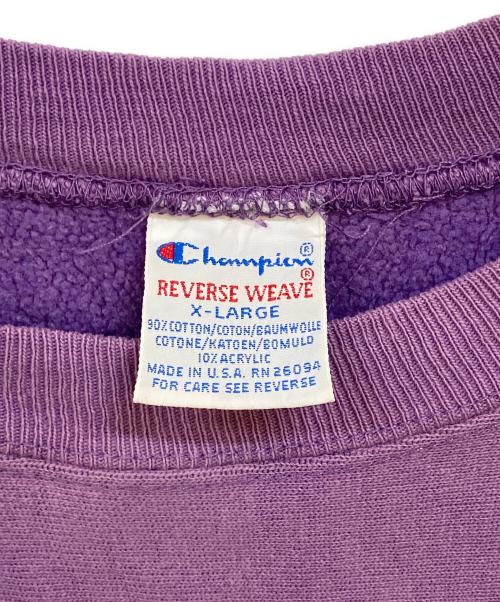 Champion®
REVERSE WEAVE®
X-LARGE
90% COTTON/COTON/BAUMWOLLE
COTONE/KATOEN/BOMULD
10% ACRYLIC
MADE IN U.S.A. RN 26094
FOR CARE SEE REVERSE